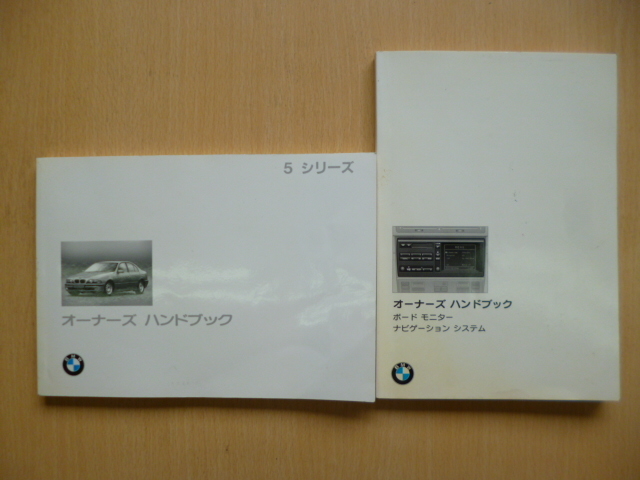 5 シリーズ
オーナーズ ハンドブック
BMW
オーナーズ ハンドブック
ボード モニター
ナビゲーション システム
BMW